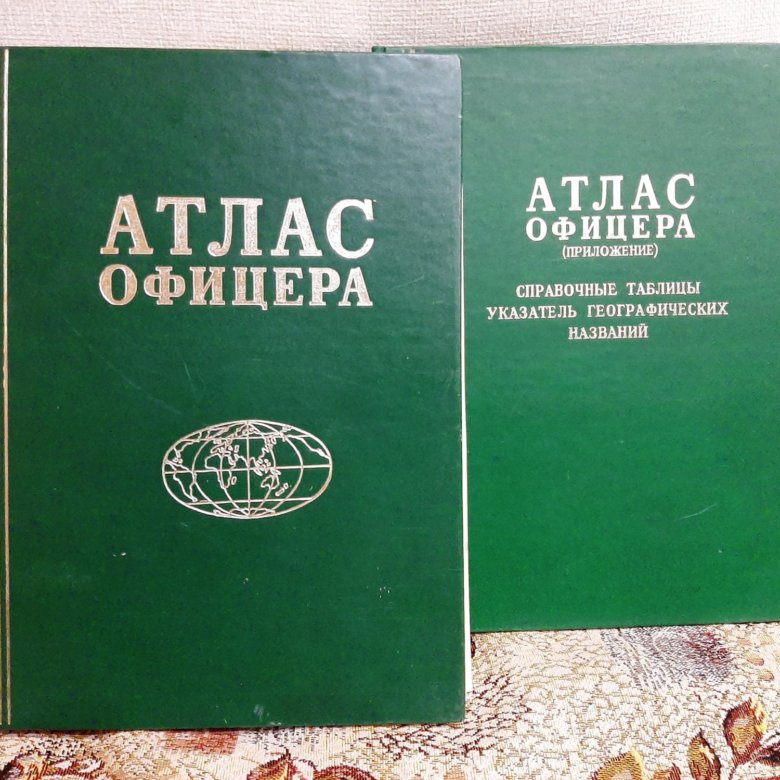 АТЛАС
ОФИЦЕРА
АТЛАС
ОФИЦЕРА
(ПРИЛОЖЕНИЕ)
СПРАВОЧНЫЕ ТАБЛИЦЫ
УКАЗАТЕЛЬ ГЕОГРАФИЧЕСКИХ
НАЗВАНИЙ